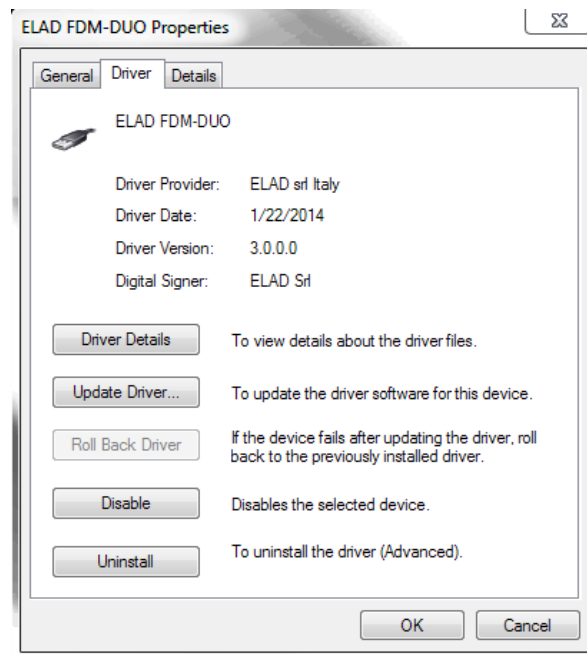 ELAD FDM-DUO Properties
General Driver Details
ELAD FDM-DUO
Driver Provider: ELAD srl Italy
Driver Date: 1/22/2014
Driver Version: 3.0.0.0
Digital Signer: ELAD Srl
Driver Details To view details about the driver files.
Update Driver... To update the driver software for this device.
Roll Back Driver If the device fails after updating the driver, roll
back to the previously installed driver.
Disable Disables the selected device.
Uninstall To uninstall the driver (Advanced).
OK Cancel